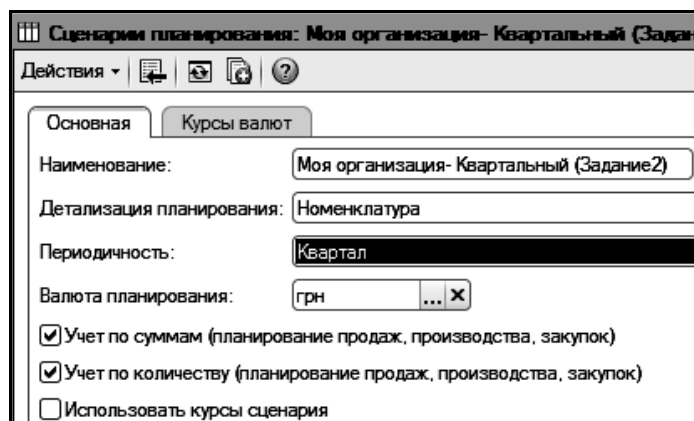 Сценарии планирования: Моя организация- Квартальный (Задан
Действия
Основная Курсы валют
Наименование: Моя организация- Квартальный (Задание2)
Детализация планирования: Номенклатура
Периодичность: Квартал
Валюта планирования: грн ... x
Учет по суммам (планирование продаж, производства, закупок)
Учет по количеству (планирование продаж, производства, закупок)
Использовать курсы сценария